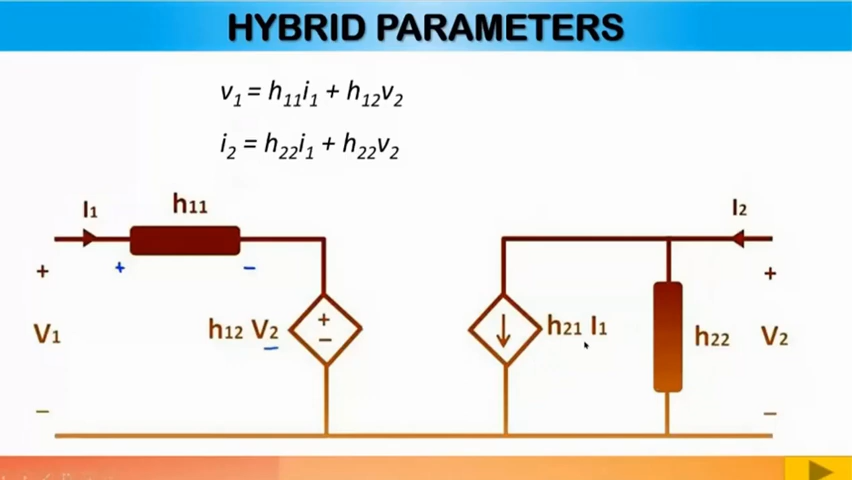 HYBRID PARAMETERS
v1 = h11i1 + h12v2
i2 = h22i1 + h22v2
I1 h11 I2
+ + - +
V1 h12 V2 + - h21 I1 h22 V2
- -